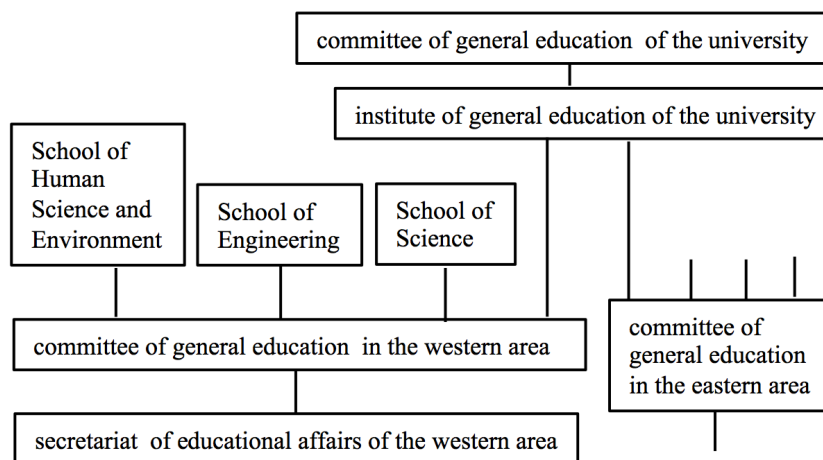 committee of general education of the university
institute of general education of the university
School of
Human
Science and
Environment
School of
Engineering
School of
Science
committee of general education in the western area
committee of
general education
in the eastern area
secretariat of educational affairs of the western area